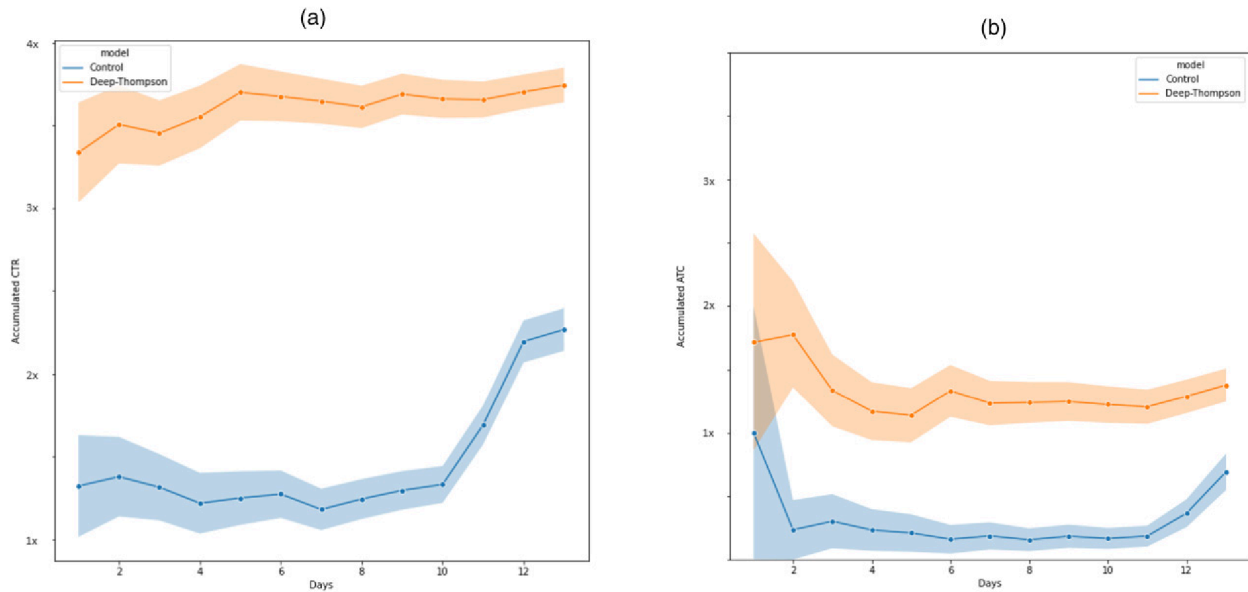 (a)
4x
3x
2x
1x
Accumulated CTR
model
Control
Deep-Thompson
2
4
6
8
10
12
Days
(b)
3x
2x
1x
Accumulated ATC
model
Control
Deep-Thompson
2
4
6
8
10
12
Days